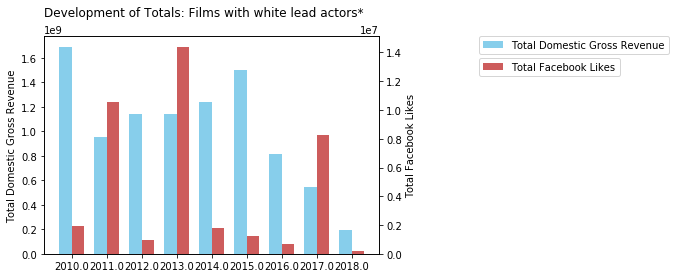 Development of Totals: Films with white lead actors*
1e9
1e7
Total Domestic Gross Revenue
Total Facebook Likes
1.6
1.4
1.2
1.0
0.8
0.6
0.4
0.2
0.0
Total Domestic Gross Revenue
1.4
1.2
1.0
0.8
0.6
0.4
0.2
0.0
Total Facebook Likes
2010.0 2011.0 2012.0 2013.0 2014.0 2015.0 2016.0 2017.0 2018.0